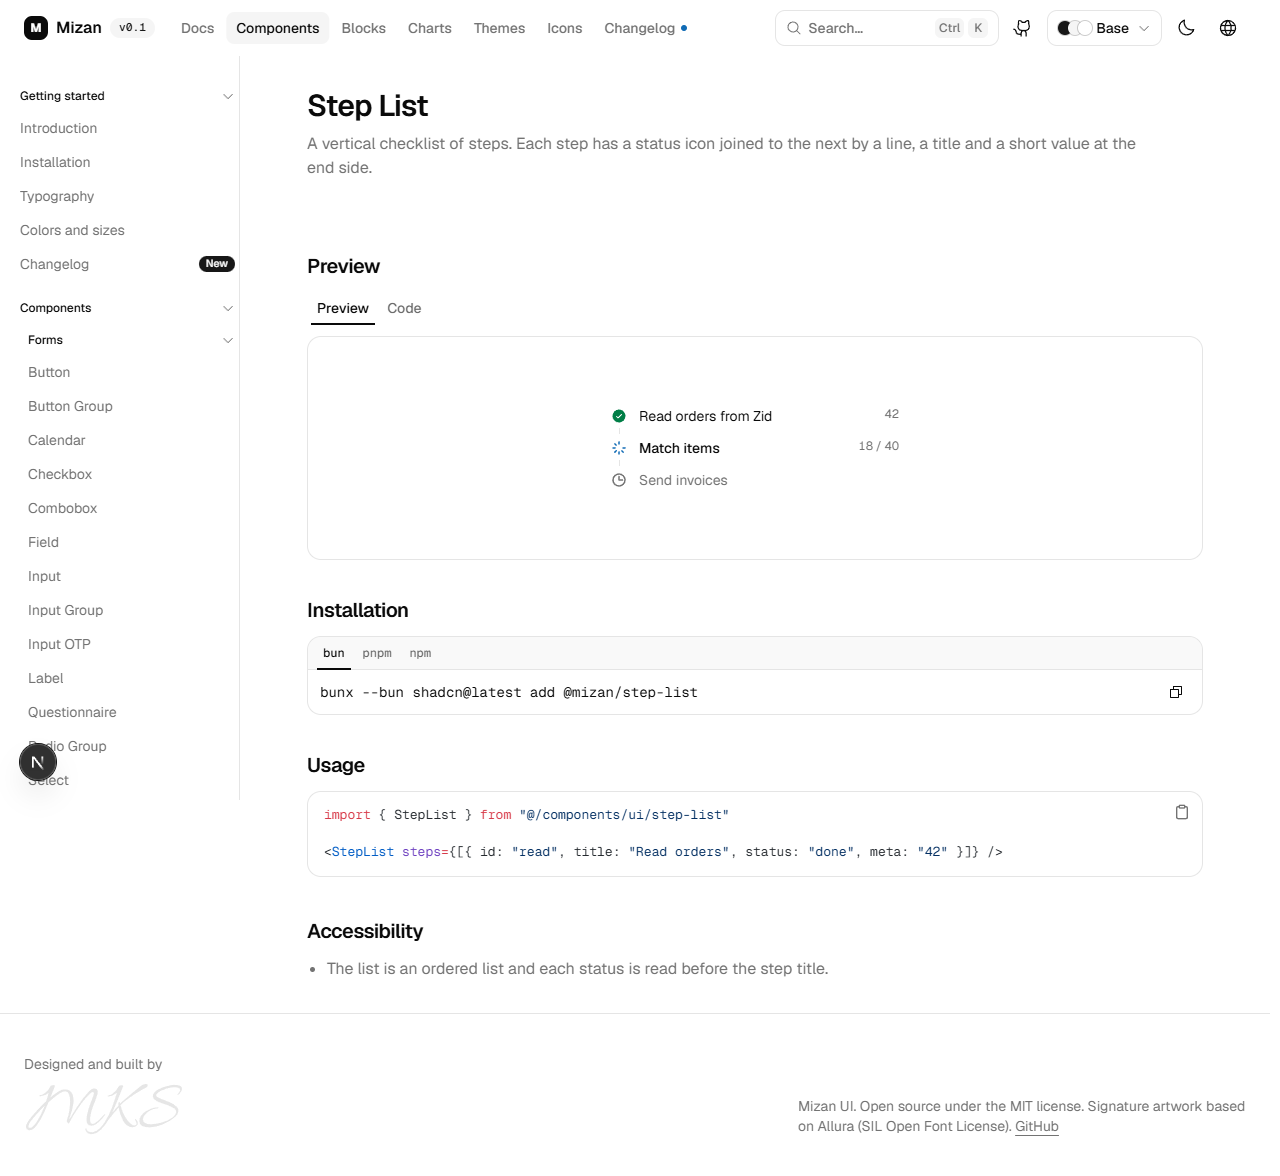 M Mizan v0.1 Docs Components Blocks Charts Themes Icons Changelog Search... Ctrl K Base
Getting started
Introduction
Installation
Typography
Colors and sizes
Changelog New
Components
Forms
Button
Button Group
Calendar
Checkbox
Combobox
Field
Input
Input Group
Input OTP
Label
Questionnaire
Group
Select
N
Step List
A vertical checklist of steps. Each step has a status icon joined to the next by a line, a title and a short value at the
end side.
Preview
Preview Code
Read orders from Zid 42
Match items 18 / 40
Send invoices
Installation
bun pnpm npm
bunx --bun shadcn@latest add @mizan/step-list
Usage
import { StepList } from "@/components/ui/step-list"
<StepList steps={[{ id: "read", title: "Read orders", status: "done", meta: "42" }]} />
Accessibility
• The list is an ordered list and each status is read before the step title.
Designed and built by
MKS
Mizan UI. Open source under the MIT license. Signature artwork based
on Allura (SIL Open Font License). GitHub